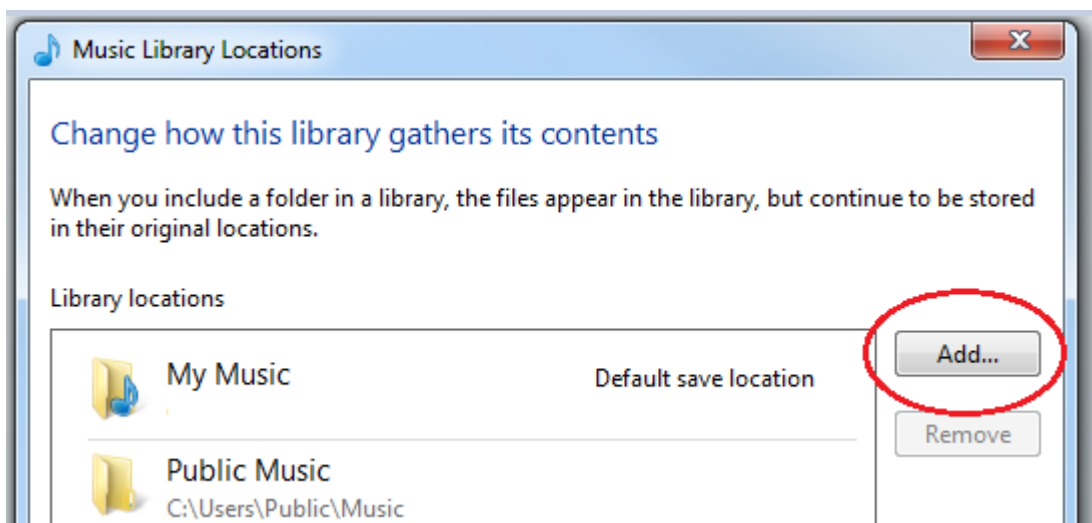 Music Library Locations
Change how this library gathers its contents
When you include a folder in a library, the files appear in the library, but continue to be stored
in their original locations.
Library locations
Add...
My Music
Default save location
Remove
Public Music
C:\Users\Public\Music